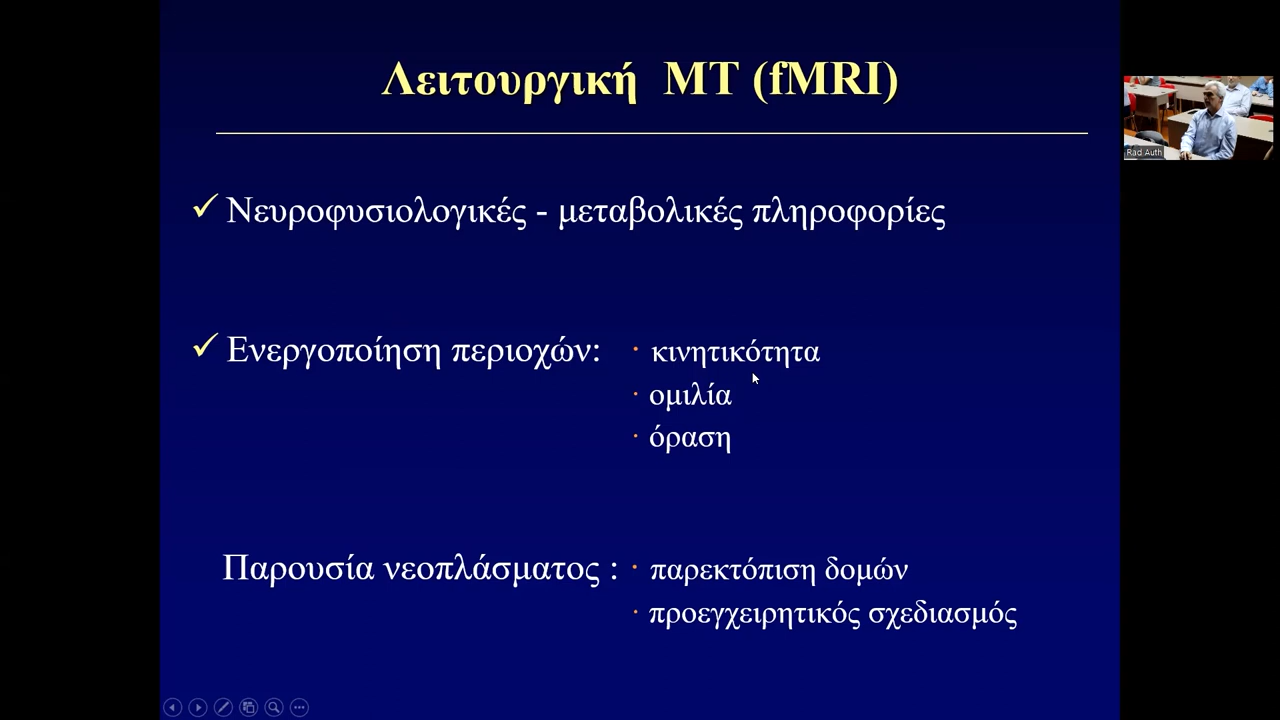 Λειτουργική ΜΤ (fMRI)
Rad Auth
✓ Νευροφυσιολογικές - μεταβολικές πληροφορίες
✓ Ενεργοποίηση περιοχών: · κινητικότητα
· ομιλία
· όραση
Παρουσία νεοπλάσματος : · παρεκτόπιση δομών
· προεγχειρητικός σχεδιασμός